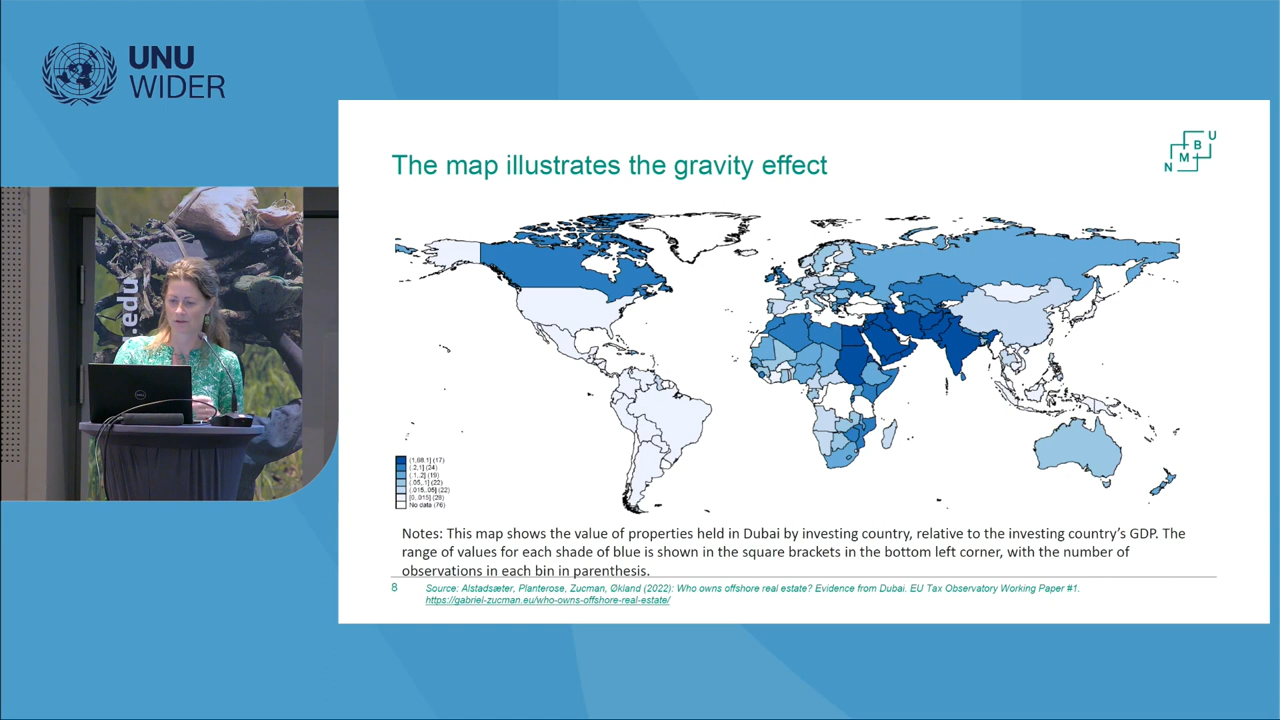 UNU
WIDER
.edu
DELL
The map illustrates the gravity effect
N M B U
(1,68.1] (17)
(.2,1] (24)
(.1,.2] (19)
(.05,.1] (22)
(.015,.05] (22)
[0,.015] (28)
No data (76)
Notes: This map shows the value of properties held in Dubai by investing country, relative to the investing country's GDP. The
range of values for each shade of blue is shown in the square brackets in the bottom left corner, with the number of
observations in each bin in parenthesis.
8
Source: Alstadsæter, Planterose, Zucman, Økland (2022): Who owns offshore real estate? Evidence from Dubai. EU Tax Observatory Working Paper #1.
https://gabriel-zucman.eu/who-owns-offshore-real-estate/